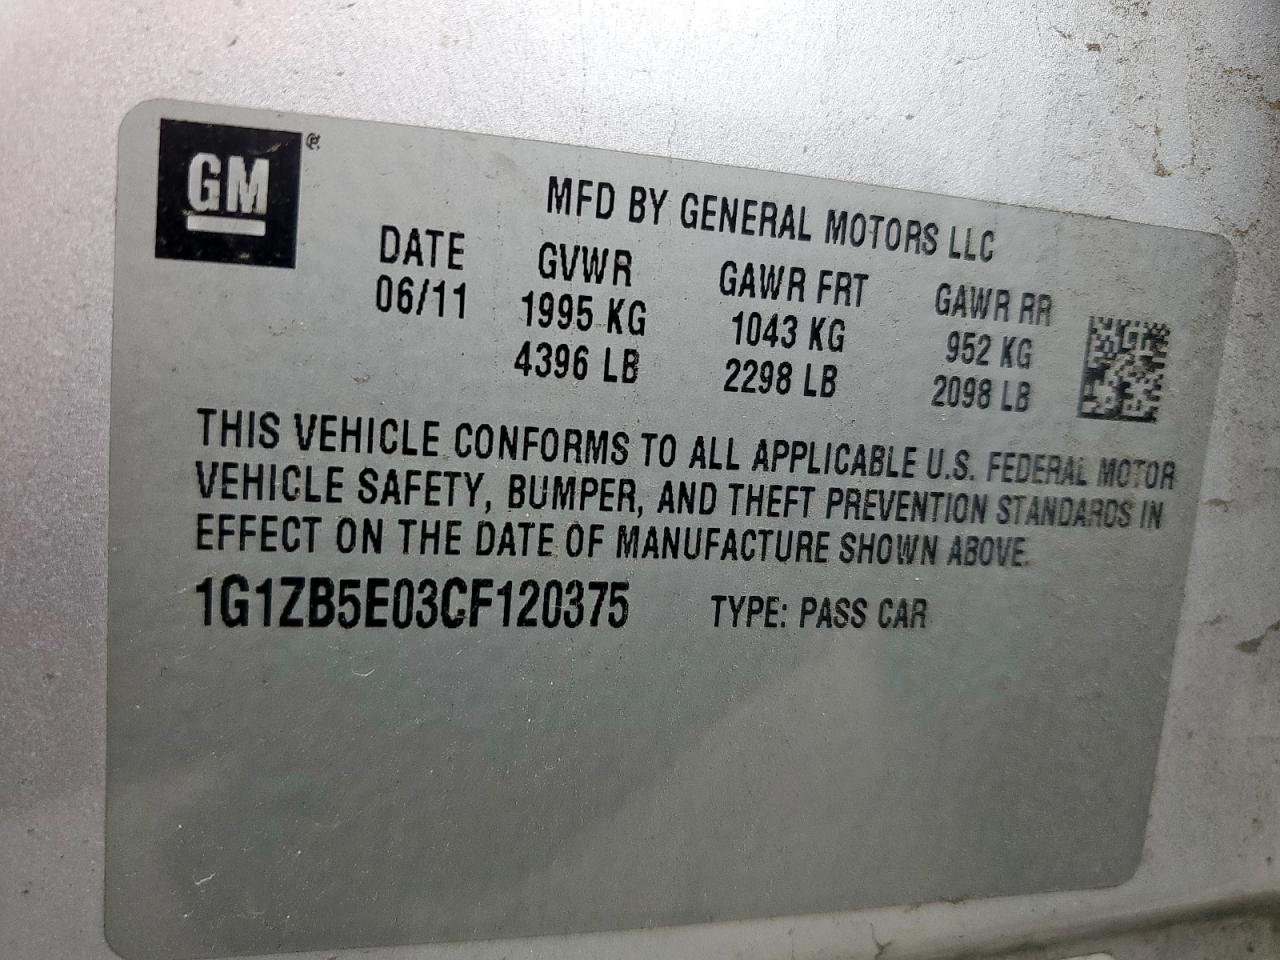 GM
MFD BY GENERAL MOTORS LLC
DATE GVWR GAWR FRT GAWR RR
06/11 1995 KG 1043 KG 952 KG
4396 LB 2298 LB 2098 LB
THIS VEHICLE CONFORMS TO ALL APPLICABLE U.S. FEDERAL MOTOR
VEHICLE SAFETY, BUMPER, AND THEFT PREVENTION STANDARDS IN
EFFECT ON THE DATE OF MANUFACTURE SHOWN ABOVE.
1G1ZB5E03CF120375 TYPE: PASS CAR